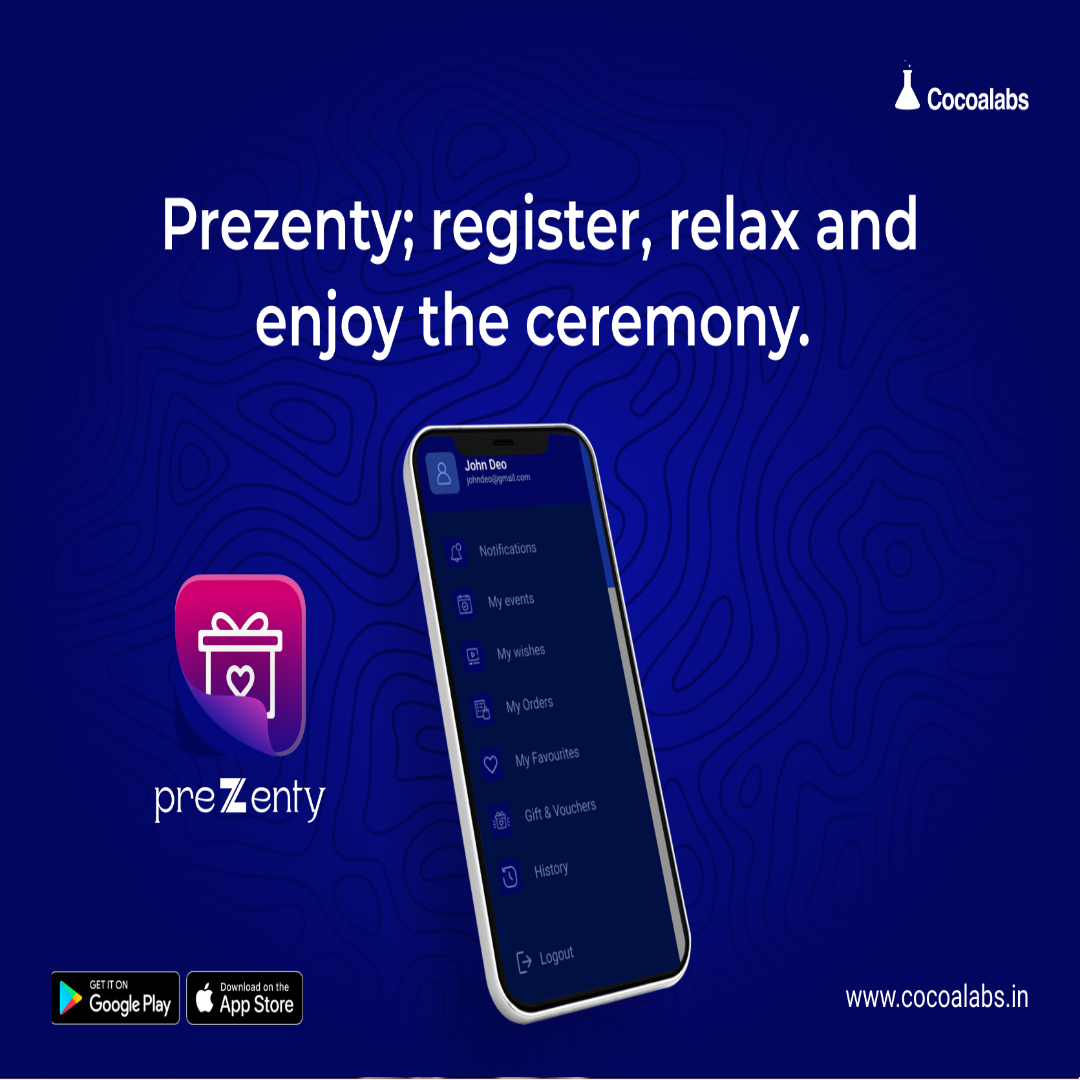 Cocoalabs
Prezenty; register, relax and
enjoy the ceremony.
John Deo
johndeo@gmail.com
Notifications
My events
My wishes
My Orders
My Favourites
Gift & Vouchers
History
Logout
preZenty
GET IT ON
Google Play
Download on the
App Store
www.cocoalabs.in